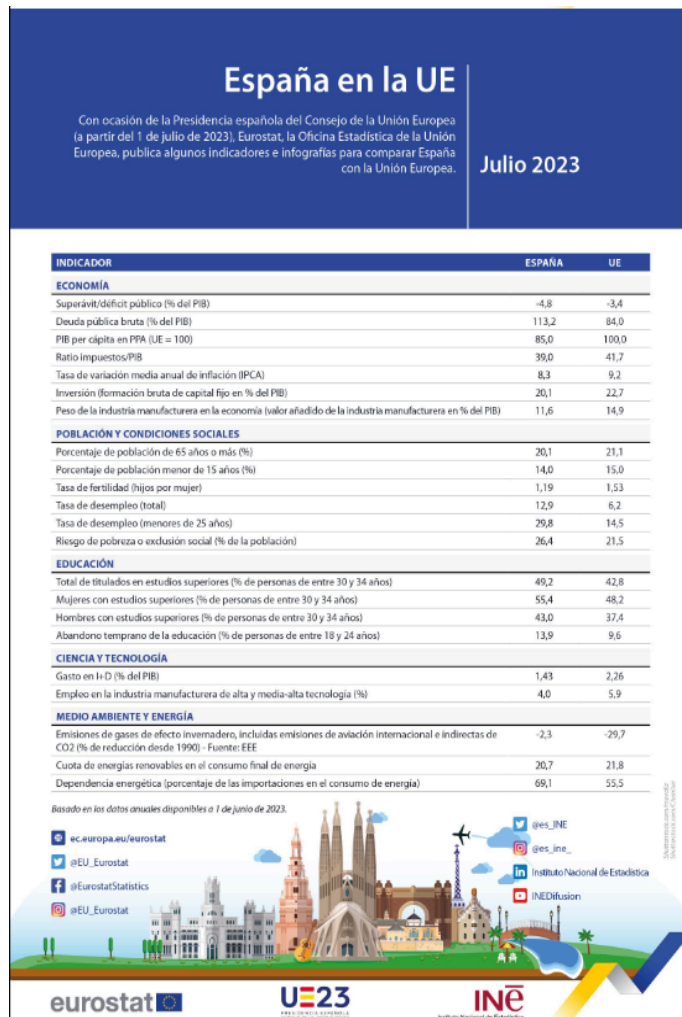 España en la UE
Con ocasión de la Presidencia española del Consejo de la Unión Europea
(a partir del 1 de julio de 2023), Eurostat, la Oficina Estadística de la Unión
Europea, publica algunos indicadores e infografías para comparar España
con la Unión Europea.
Julio 2023
INDICADOR ESPAÑA UE
ECONOMÍA
Superávit/déficit público (% del PIB) -4,8 -3,4
Deuda pública bruta (% del PIB) 113,2 84,0
PIB per cápita en PPA (UE = 100) 85,0 100,0
Ratio impuestos/PIB 39,0 41,7
Tasa de variación media anual de inflación (IPCA) 8,3 9,2
Inversión (formación bruta de capital fijo en % del PIB) 20,1 22,7
Peso de la industria manufacturera en la economía (valor añadido de la industria manufacturera en % del PIB) 11,6 14,9
POBLACIÓN Y CONDICIONES SOCIALES
Porcentaje de población de 65 años o más (%) 20,1 21,1
Porcentaje de población menor de 15 años (%) 14,0 15,0
Tasa de fertilidad (hijos por mujer) 1,19 1,53
Tasa de desempleo (total) 12,9 6,2
Tasa de desempleo (menores de 25 años) 29,8 14,5
Riesgo de pobreza o exclusión social (% de la población) 26,4 21,5
EDUCACIÓN
Total de titulados en estudios superiores (% de personas de entre 30 y 34 años) 49,2 42,8
Mujeres con estudios superiores (% de personas de entre 30 y 34 años) 55,4 48,2
Hombres con estudios superiores (% de personas de entre 30 y 34 años) 43,0 37,4
Abandono temprano de la educación (% de personas de entre 18 y 24 años) 13,9 9,6
CIENCIA Y TECNOLOGÍA
Gasto en I+D (% del PIB) 1,43 2,26
Empleo en la industria manufacturera de alta y media-alta tecnología (%) 4,0 5,9
MEDIO AMBIENTE Y ENERGÍA
Emisiones de gases de efecto invernadero, incluidas emisiones de aviación internacional e indirectas de
CO2 (% de reducción desde 1990) - Fuente: EEE -2,3 -29,7
Cuota de energías renovables en el consumo final de energía 20,7 21,8
Dependencia energética (porcentaje de las importaciones en el consumo de energía) 69,1 55,5
Basado en los datos anuales disponibles a 1 de junio de 2023.
ec.europa.eu/eurostat
@EU_Eurostat
@EurostatStatistics
@EU_Eurostat
@es_INE
@es_ine_
Instituto Nacional de Estadística
INEDifusion
eurostat
UE23
PRESIDENCIA ESPAÑOLA
INe
Instituto Nacional de Estadística